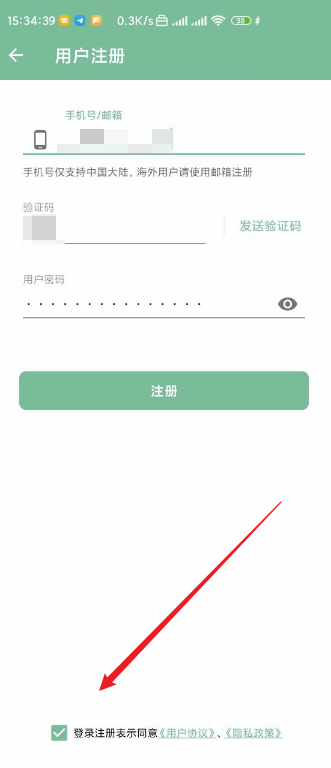 15:34:39 0.3K/s 38
用户注册
手机号/邮箱
手机号仅支持中国大陆，海外用户请使用邮箱注册
验证码
发送验证码
用户密码
注册
登录注册表示同意《用户协议》、《隐私政策》